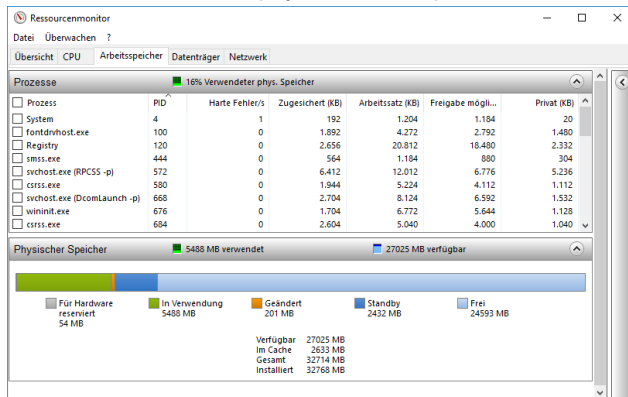 Ressourcenmonitor
Datei Überwachen ?
Übersicht CPU Arbeitsspeicher Datenträger Netzwerk
Prozesse 16% Verwendeter phys. Speicher
Prozess PID Harte Fehler/s Zugesichert (KB) Arbeitssatz (KB) Freigabe mögli... Privat (KB)
System 4 1 192 1.204 1.184 20
fontdrvhost.exe 100 0 1.892 4.272 2.792 1.480
Registry 120 0 2.656 20.812 18.480 2.332
smss.exe 444 0 564 1.184 880 304
svchost.exe (RPCSS -p) 572 0 6.412 12.012 6.776 5.236
csrss.exe 580 0 1.944 5.224 4.112 1.112
svchost.exe (DcomLaunch -p) 668 0 2.704 8.124 6.592 1.532
wininit.exe 676 0 1.704 6.772 5.644 1.128
csrss.exe 684 0 2.604 5.040 4.000 1.040
Physischer Speicher 5488 MB verwendet 27025 MB verfügbar
Für Hardware reserviert 54 MB
In Verwendung 5488 MB
Geändert 201 MB
Standby 2432 MB
Frei 24593 MB
Verfügbar 27025 MB
Im Cache 2633 MB
Gesamt 32714 MB
Installiert 32768 MB